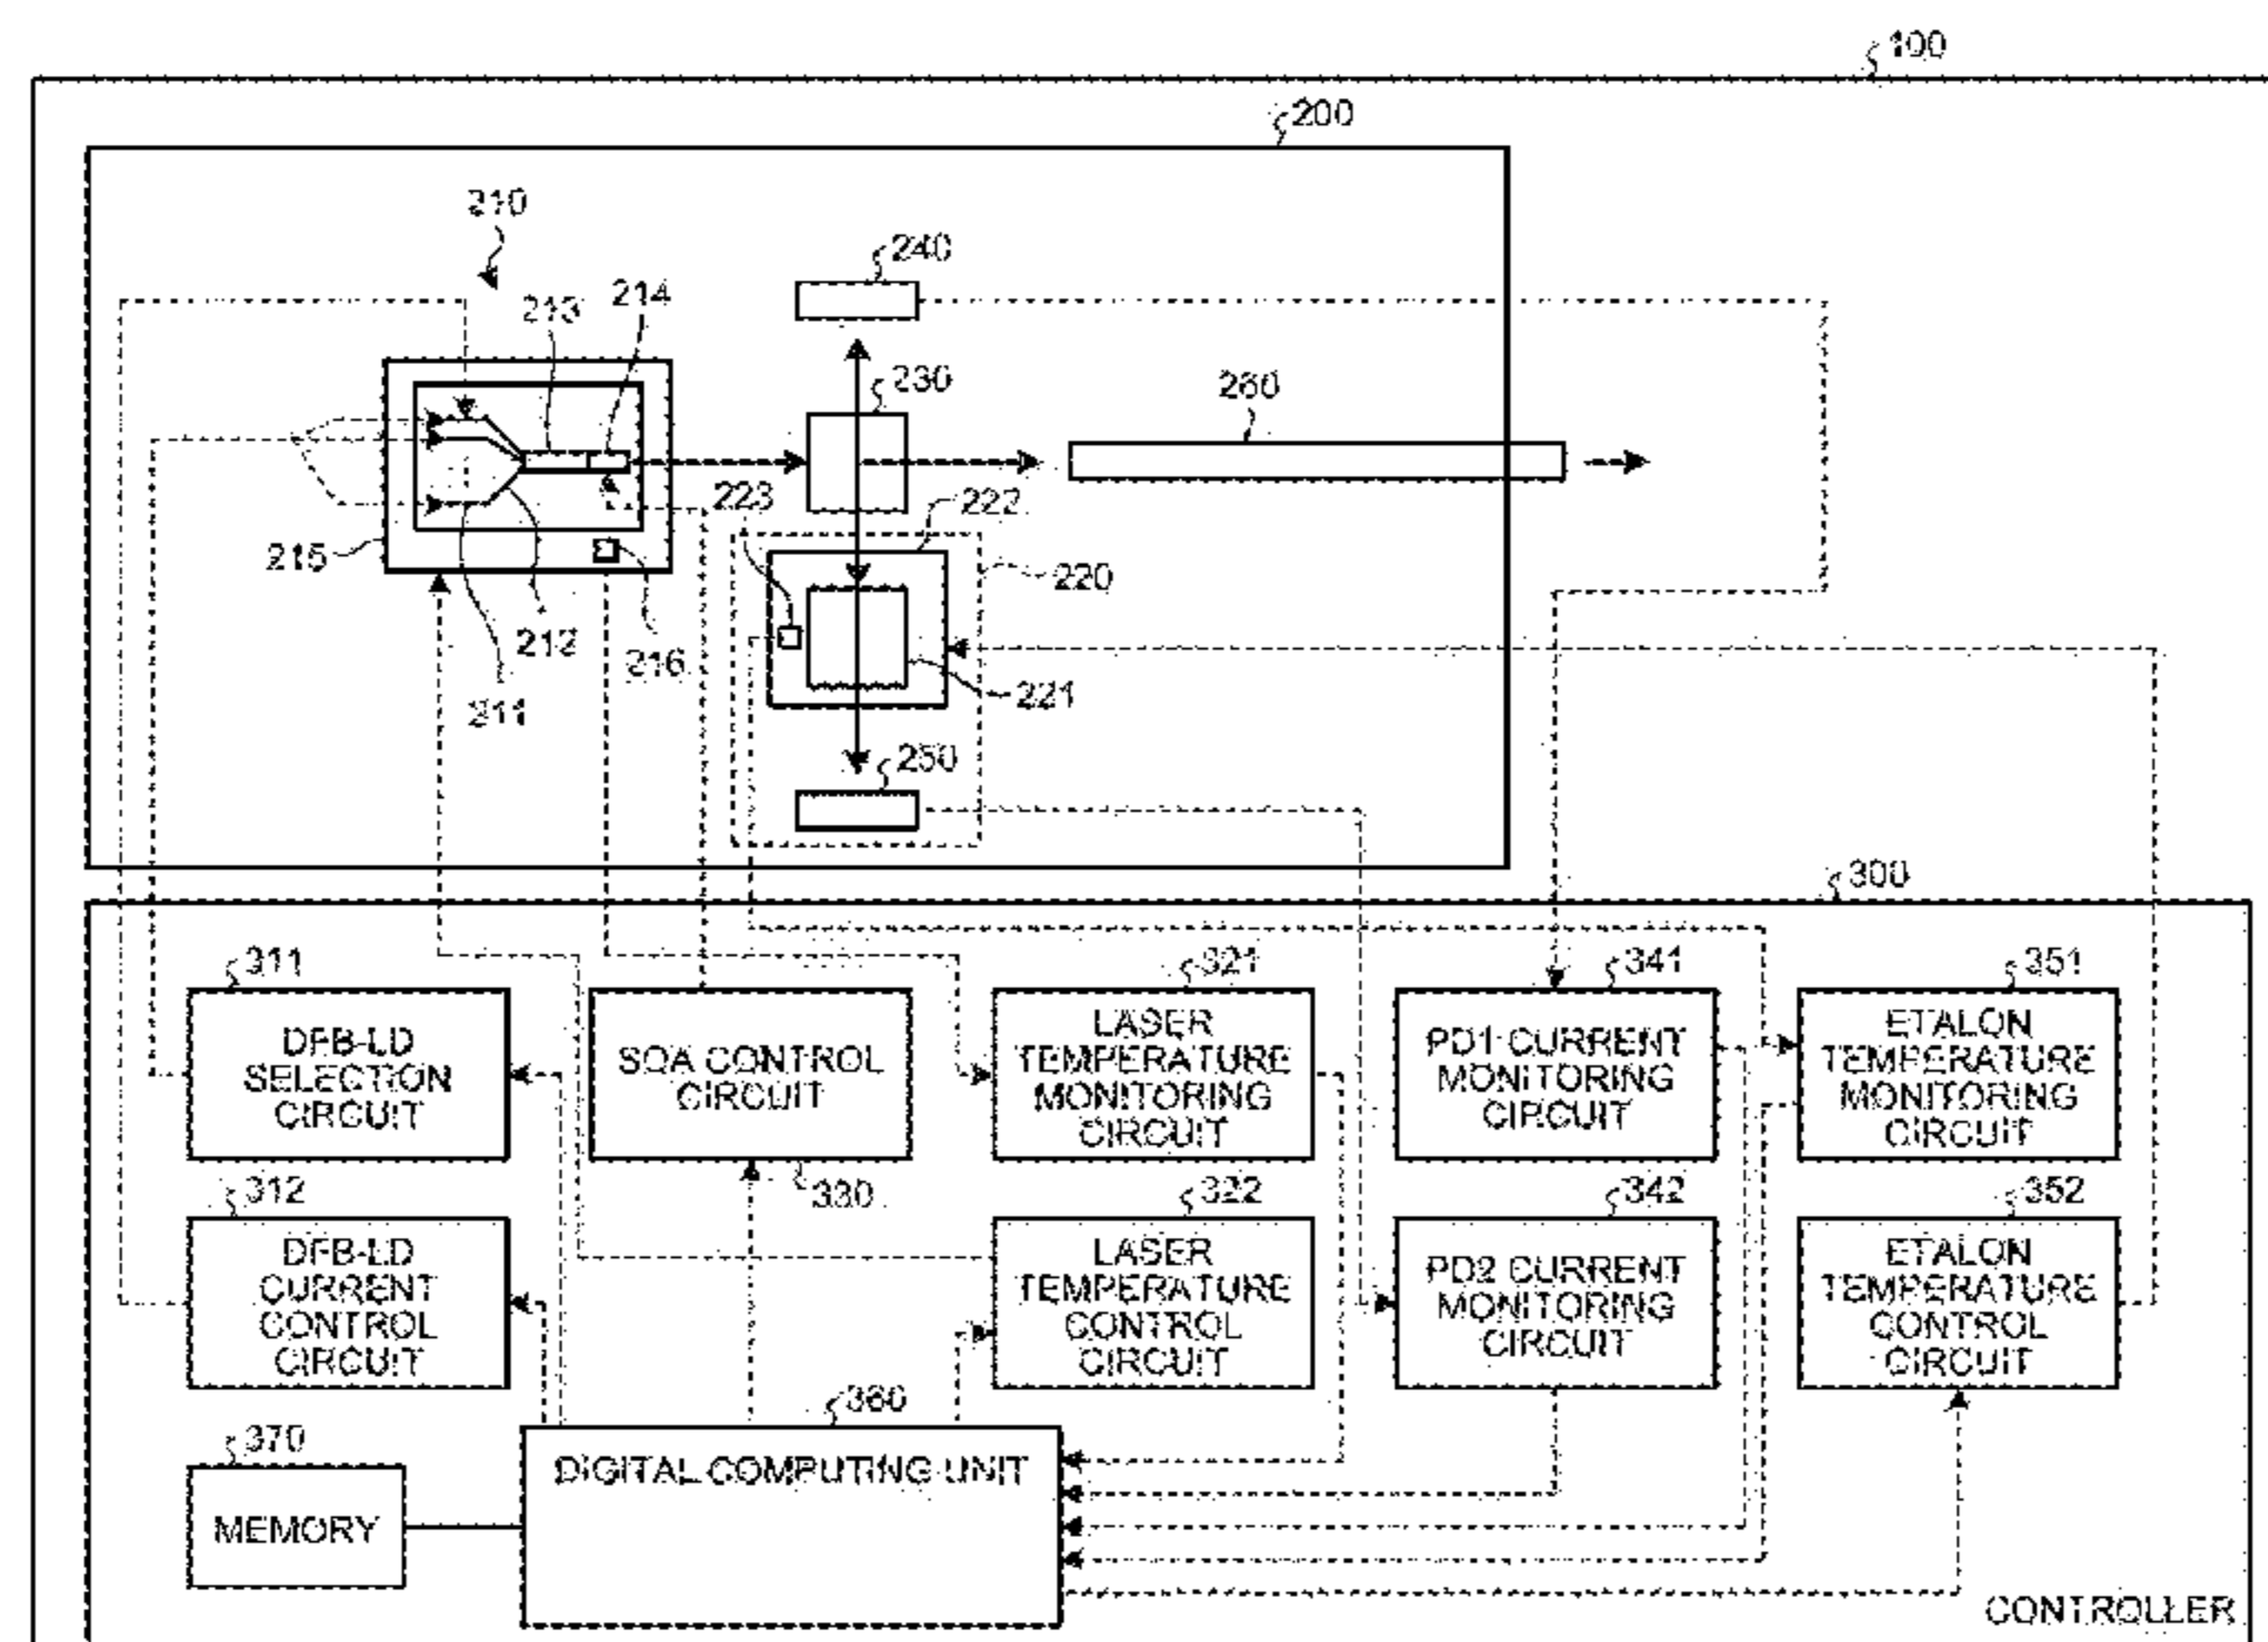 100
200
210
240
213
214
230
260
223
222
215
220
212
216
221
211
250
300
311
321
341
351
DFB-LD
SELECTION
CIRCUIT
SOA CONTROL
CIRCUIT
LASER
TEMPERATURE
MONITORING
CIRCUIT
PD1 CURRENT
MONITORING
CIRCUIT
ETALON
TEMPERATURE
MONITORING
CIRCUIT
312
330
322
342
352
DFB-LD
CURRENT
CONTROL
CIRCUIT
LASER
TEMPERATURE
CONTROL
CIRCUIT
PD2 CURRENT
MONITORING
CIRCUIT
ETALON
TEMPERATURE
CONTROL
CIRCUIT
360
370
DIGITAL COMPUTING UNIT
MEMORY
CONTROLLER